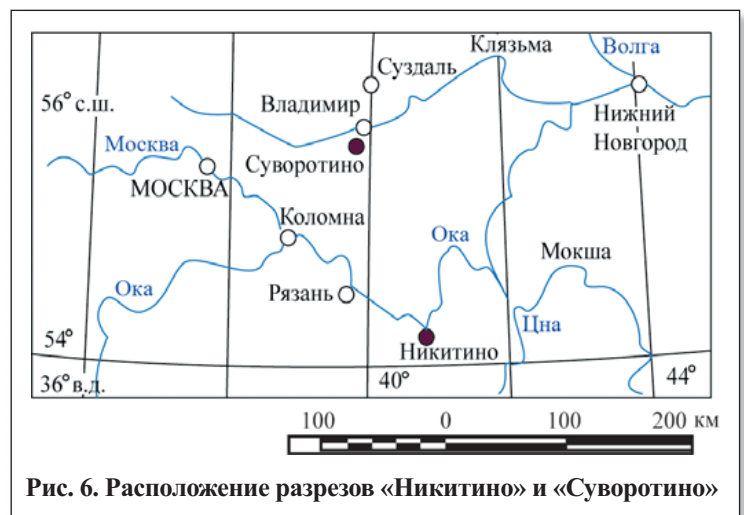 Клязьма
Волга
Суздаль
56° с.ш.
Владимир
Нижний
Новгород
Москва
Суворотино
МОСКВА
Коломна
Ока
Мокша
Ока
Рязань
Цна
54°
Никитино
36° в.д.
40°
44°
100 0 100 200 км
Рис. 6. Расположение разрезов «Никитино» и «Суворотино»